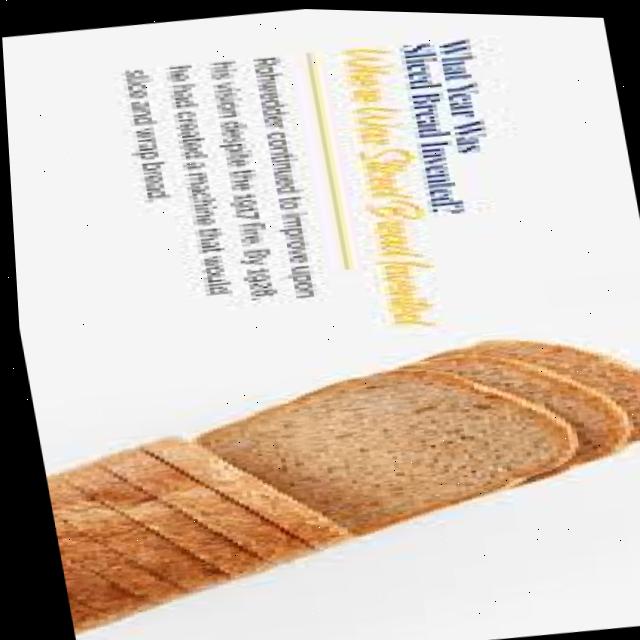 What Year Was
Sliced Bread Invented?
When Was Sliced Bread Invented
Rohwedder continued to improve upon
his vision despite the 1917 fire. By 1928,
he had created a machine that would
slice and wrap bread.